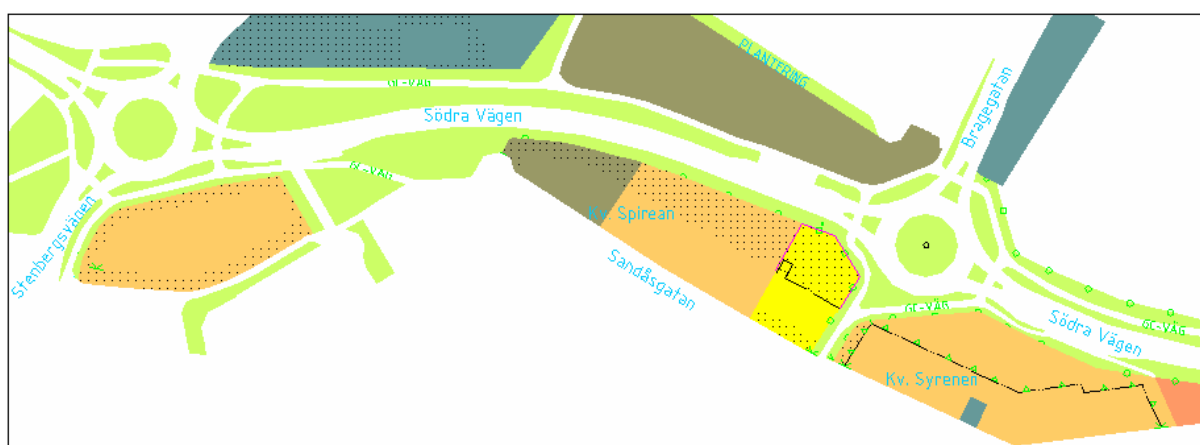 PLANTERING
GC-VÄG
Södra Vägen
Bragegatan
GC-VÄG
Stenbergsvägen
Kv. Spirean
Sandåsgatan
GC-VÄG
Södra Vägen
GC-VÄG
Kv. Syrenen